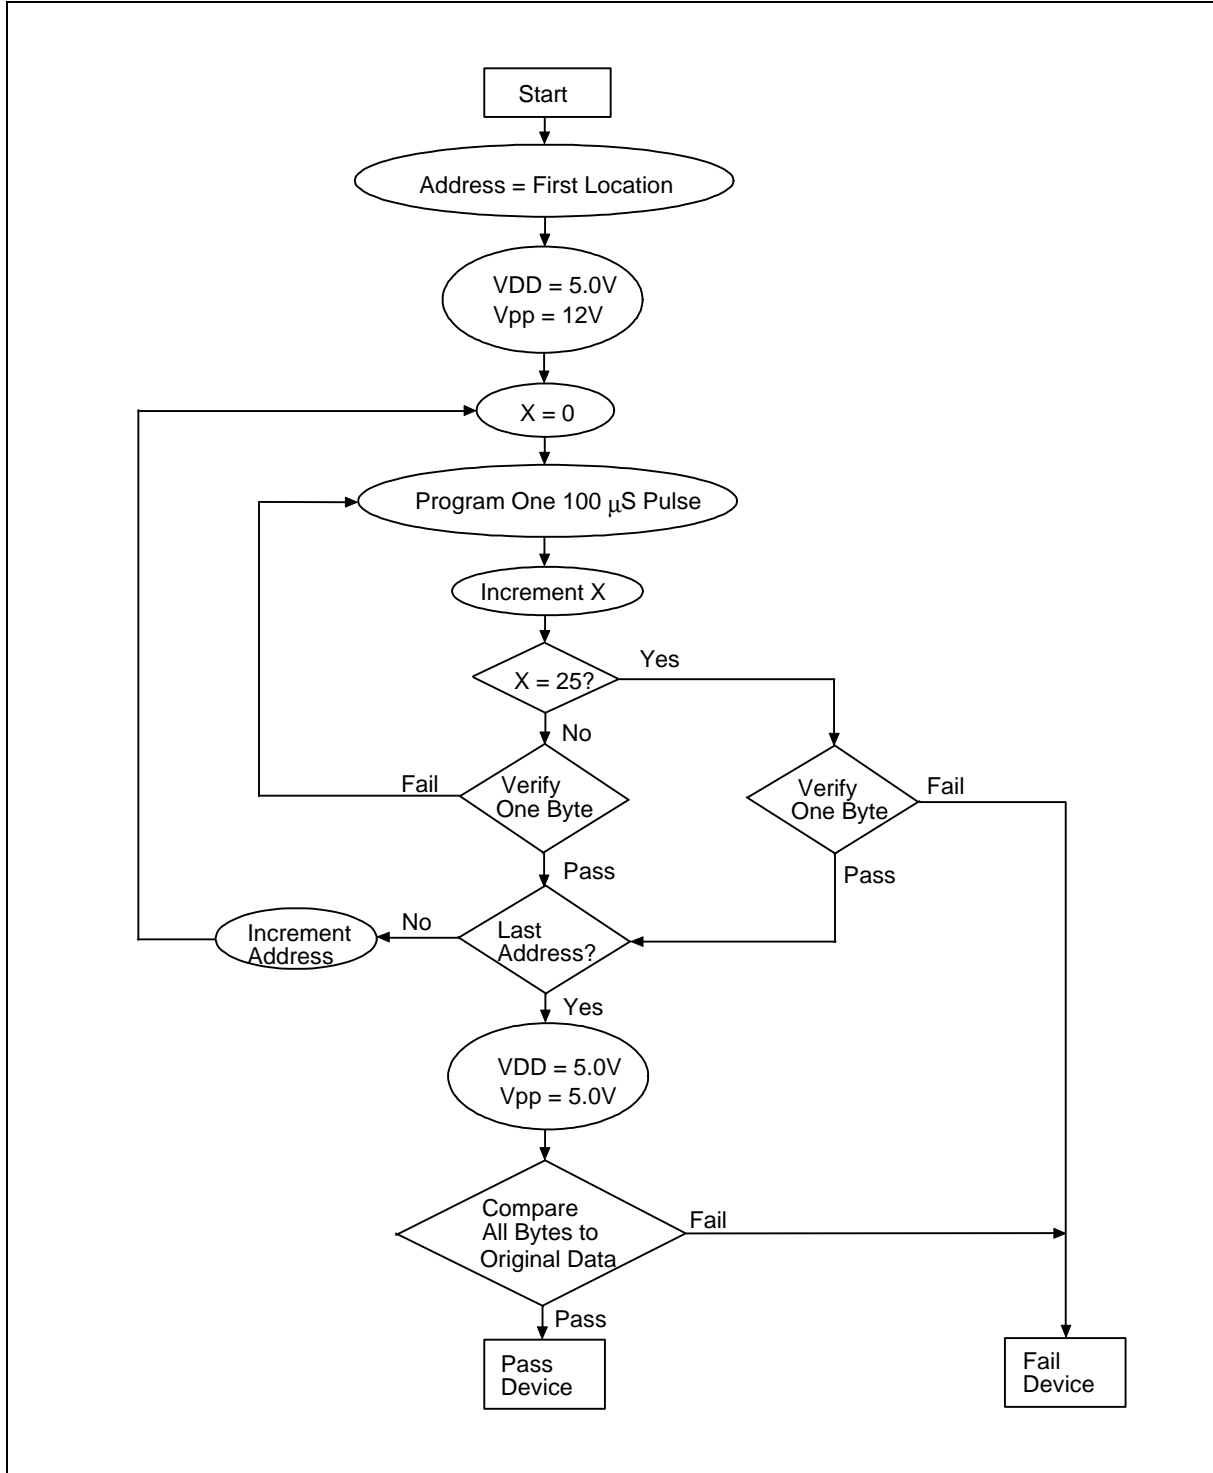 Start
Address = First Location
VDD = 5.0V
Vpp = 12V
X = 0
Program One 100 μS Pulse
Increment X
X = 25?
Yes
No
Verify
One Byte
Fail
Verify
One Byte
Fail
Pass
Pass
Last
Address?
No
Increment
Address
Yes
VDD = 5.0V
Vpp = 5.0V
Compare
All Bytes to
Original Data
Fail
Pass
Pass
Device
Fail
Device